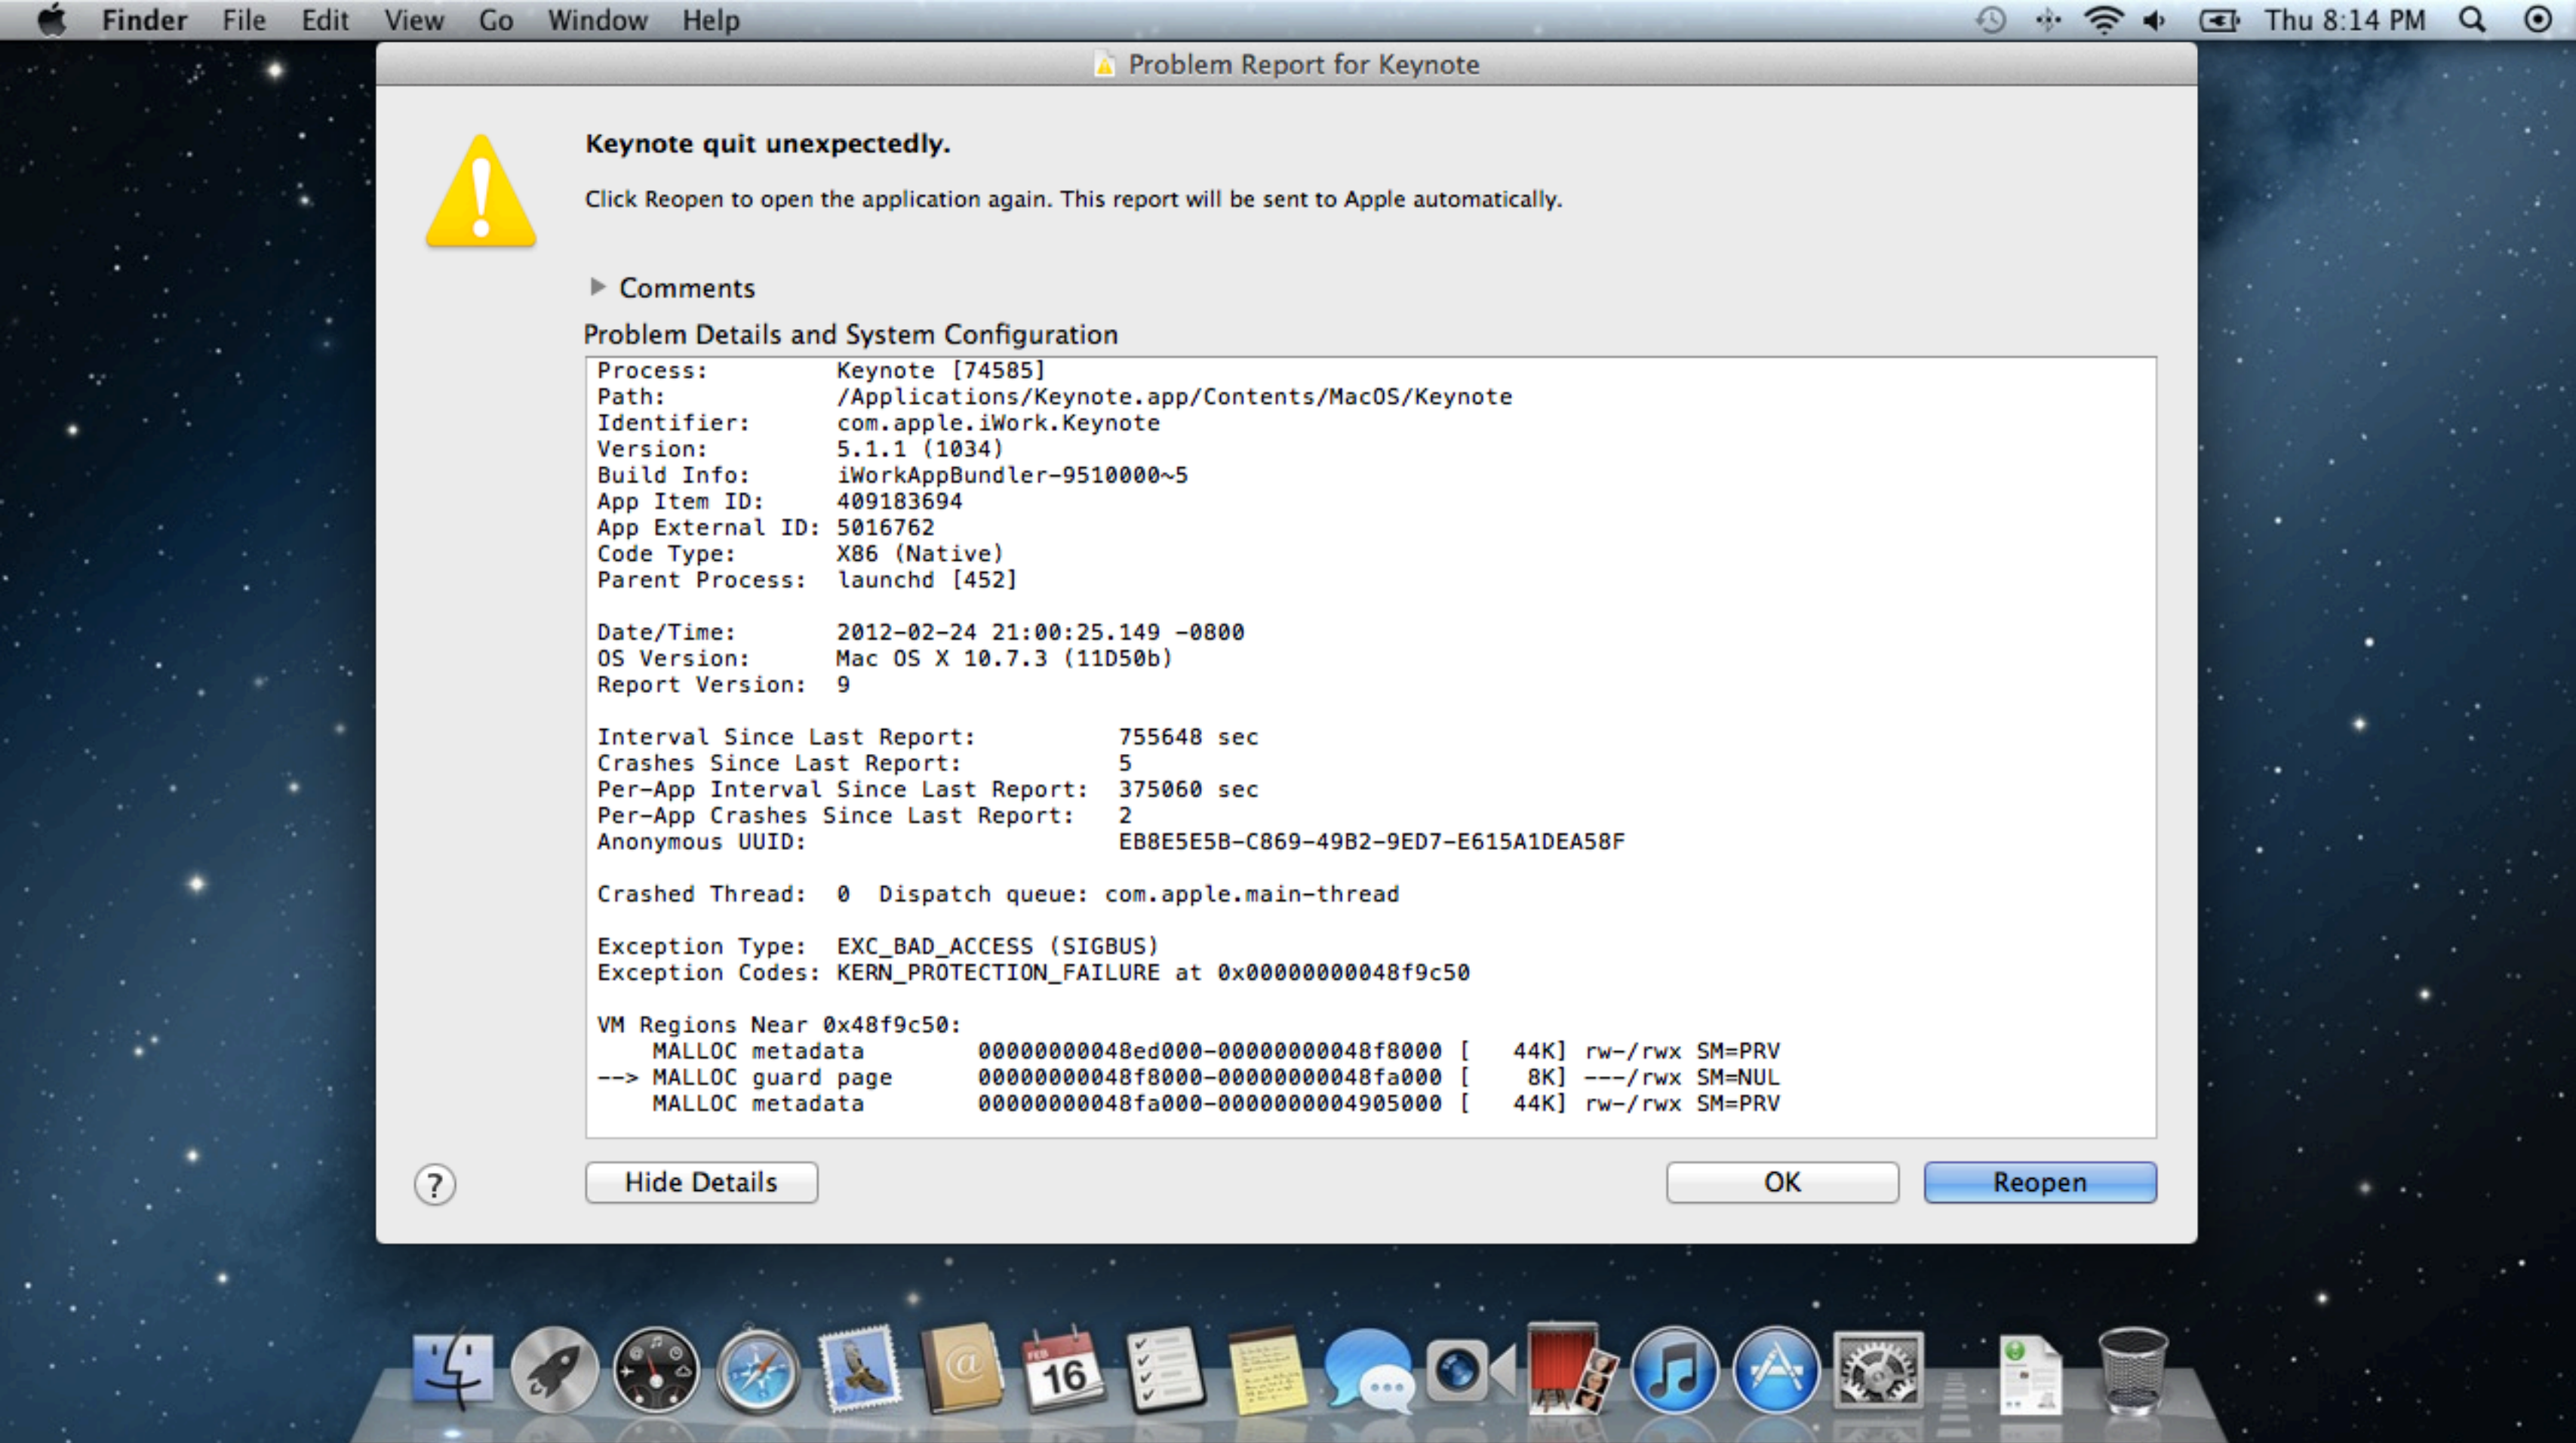 Finder File Edit View Go Window Help Thu 8:14 PM
Problem Report for Keynote
Keynote quit unexpectedly.
Click Reopen to open the application again. This report will be sent to Apple automatically.
Comments
Problem Details and System Configuration
Process: Keynote [74585]
Path: /Applications/Keynote.app/Contents/MacOS/Keynote
Identifier: com.apple.iWork.Keynote
Version: 5.1.1 (1034)
Build Info: iWorkAppBundler-9510000~5
App Item ID: 409183694
App External ID: 5016762
Code Type: X86 (Native)
Parent Process: launchd [452]
Date/Time: 2012-02-24 21:00:25.149 -0800
OS Version: Mac OS X 10.7.3 (11D50b)
Report Version: 9
Interval Since Last Report: 755648 sec
Crashes Since Last Report: 5
Per-App Interval Since Last Report: 375060 sec
Per-App Crashes Since Last Report: 2
Anonymous UUID: EB8E5E5B-C869-49B2-9ED7-E615A1DEA58F
Crashed Thread: 0 Dispatch queue: com.apple.main-thread
Exception Type: EXC_BAD_ACCESS (SIGBUS)
Exception Codes: KERN_PROTECTION_FAILURE at 0x00000000048f9c50
VM Regions Near 0x48f9c50:
MALLOC metadata 00000000048ed000-00000000048f8000 [ 44K] rw-/rwx SM=PRV
--> MALLOC guard page 00000000048f8000-00000000048fa000 [ 8K] ---/rwx SM=NUL
MALLOC metadata 00000000048fa000-0000000004905000 [ 44K] rw-/rwx SM=PRV
? Hide Details OK Reopen
FEB
16